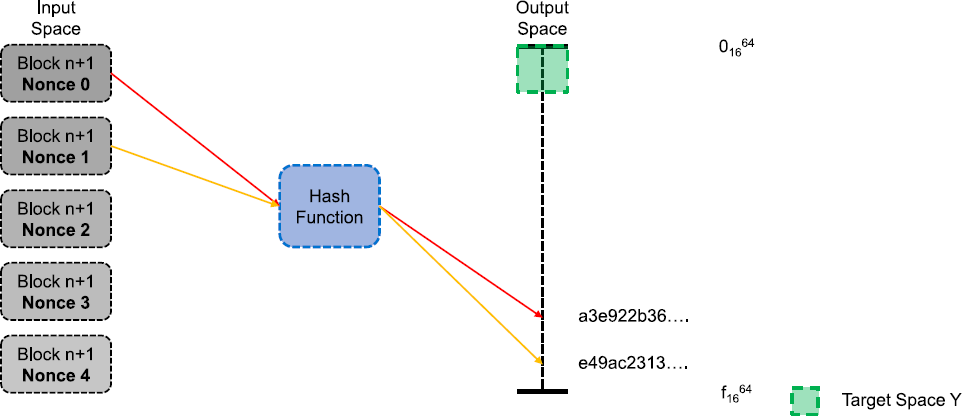 Input
Space
Block n+1
Nonce 0
Block n+1
Nonce 1
Block n+1
Nonce 2
Block n+1
Nonce 3
Block n+1
Nonce 4
Hash
Function
Output
Space
0₁₆⁶⁴
a3e922b36….
e49ac2313….
f₁₆⁶⁴
Target Space Y